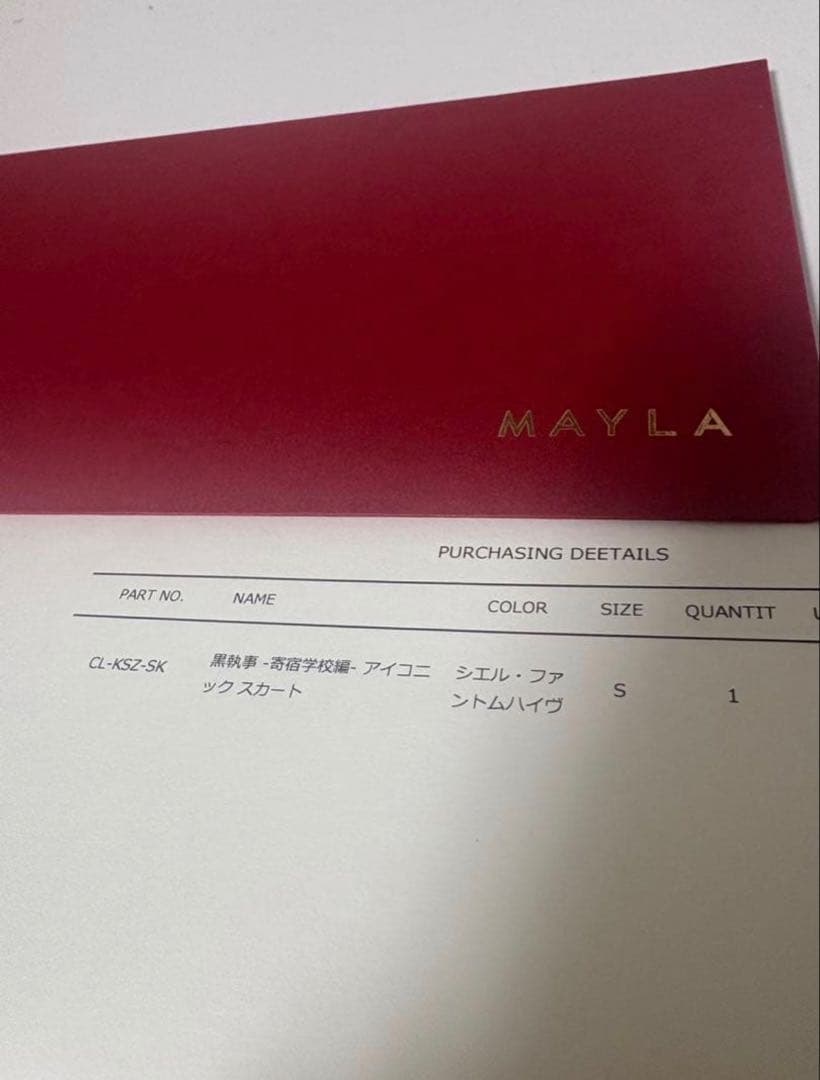 MAYLA
PURCHASING DEETAILS
PART NO. NAME COLOR SIZE QUANTIT
CL-KSZ-SK 黒執事 -寄宿学校編- アイコニ シエル・ファ S 1
ック スカート ントムハイヴ